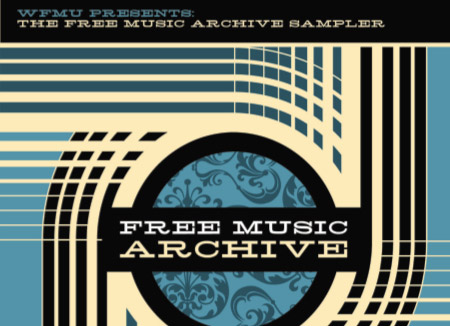 WFMU PRESENTS:
THE FREE MUSIC ARCHIVE SAMPLER
FREE MUSIC
ARCHIVE